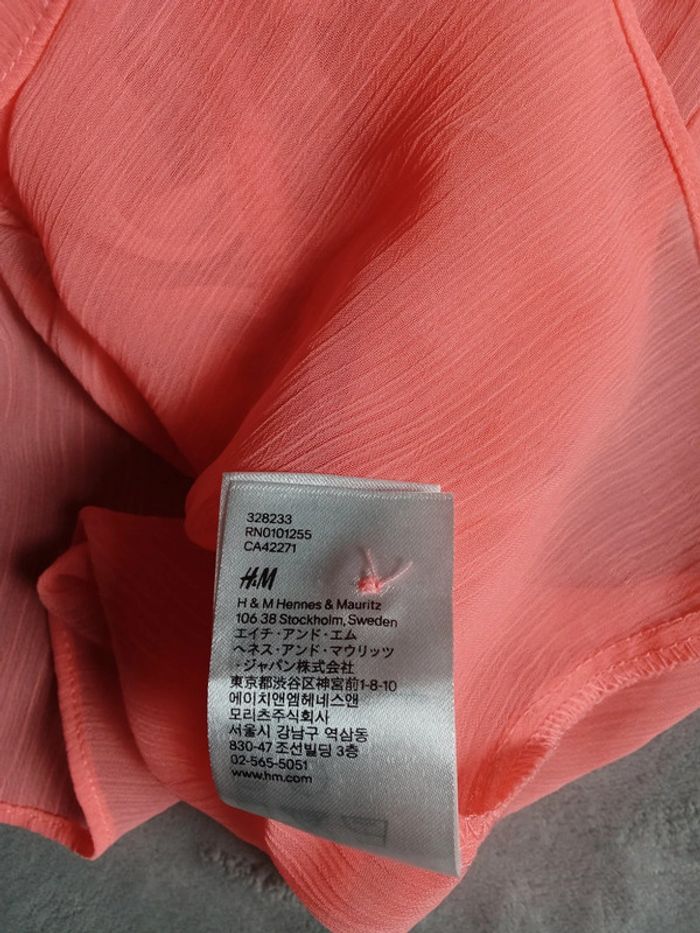 328233
RN0101255
CA42271
H&M
H & M Hennes & Mauritz
106 38 Stockholm, Sweden
エイチ・アンド・エム
ヘネス・アンド・マウリッツ
・ジャパン株式会社
東京都渋谷区神宮前1-8-10
에이치앤엠헤네스앤
모리츠주식회사
서울시 강남구 역삼동
830-47 조선빌딩 3층
02-565-5051
www.hm.com